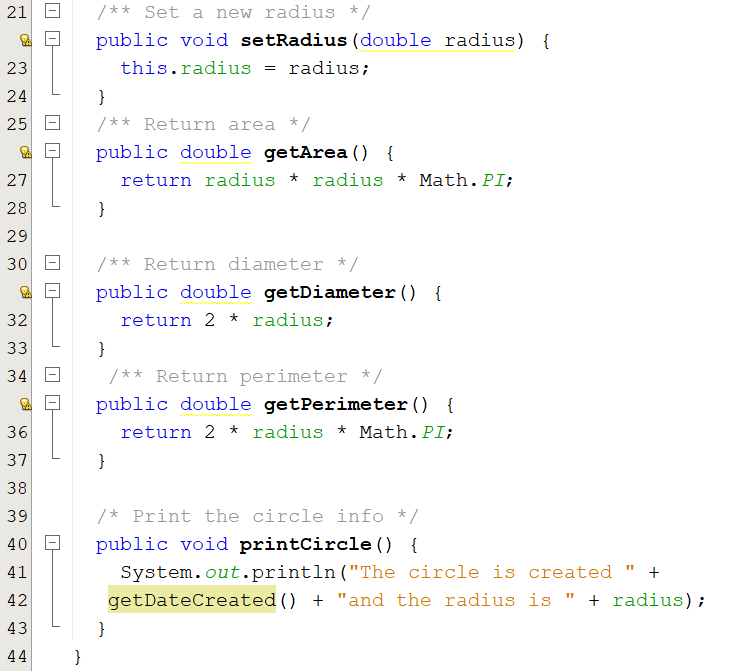 21 /** Set a new radius */
public void setRadius(double radius) {
23 this.radius = radius;
24 }
25 /** Return area */
public double getArea() {
27 return radius * radius * Math.PI;
28 }
29
30 /** Return diameter */
public double getDiameter() {
32 return 2 * radius;
33 }
34 /** Return perimeter */
public double getPerimeter() {
36 return 2 * radius * Math.PI;
37 }
38
39 /* Print the circle info */
40 public void printCircle() {
41 System.out.println("The circle is created " +
42 getDateCreated() + "and the radius is " + radius);
43 }
44 }